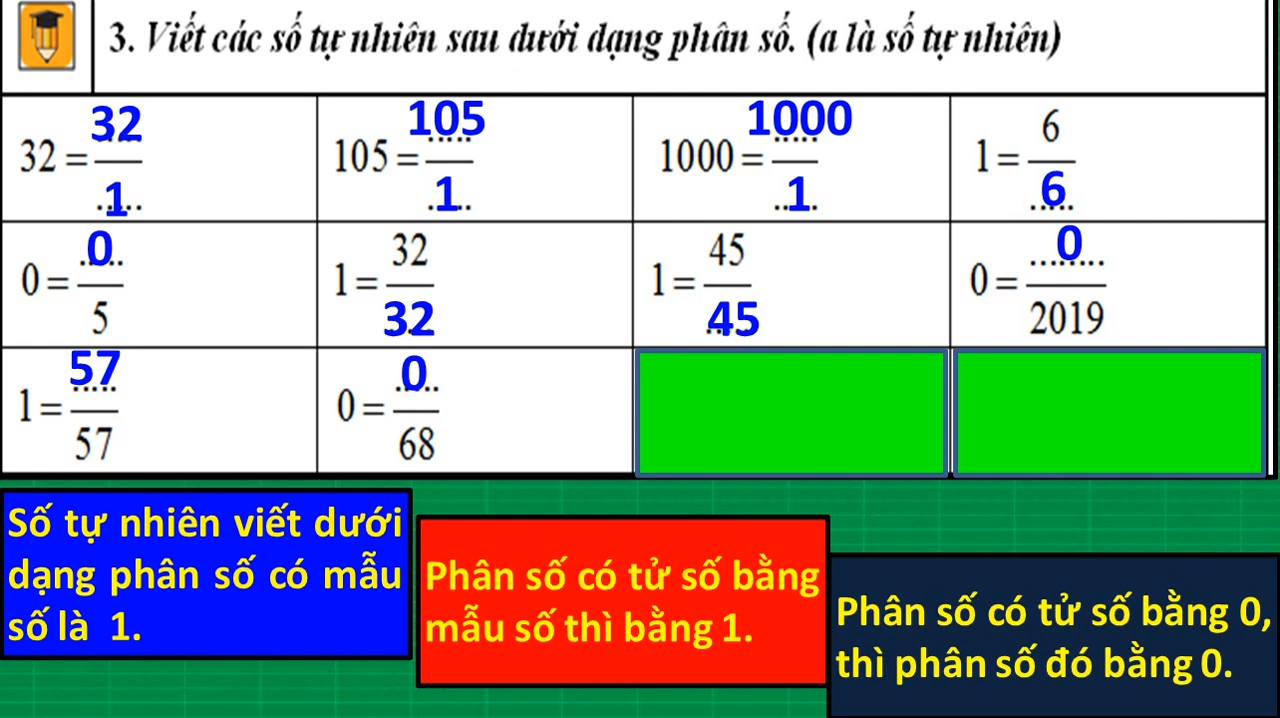 3. Viết các số tự nhiên sau dưới dạng phân số. (a là số tự nhiên)
32 = 32/1
105 = 105/1
1000 = 1000/1
1 = 6/6
0 = 0/5
1 = 32/32
1 = 45/45
0 = 0/2019
1 = 57/57
0 = 0/68
Số tự nhiên viết dưới
dạng phân số có mẫu
số là 1.
Phân số có tử số bằng
mẫu số thì bằng 1.
Phân số có tử số bằng 0,
thì phân số đó bằng 0.